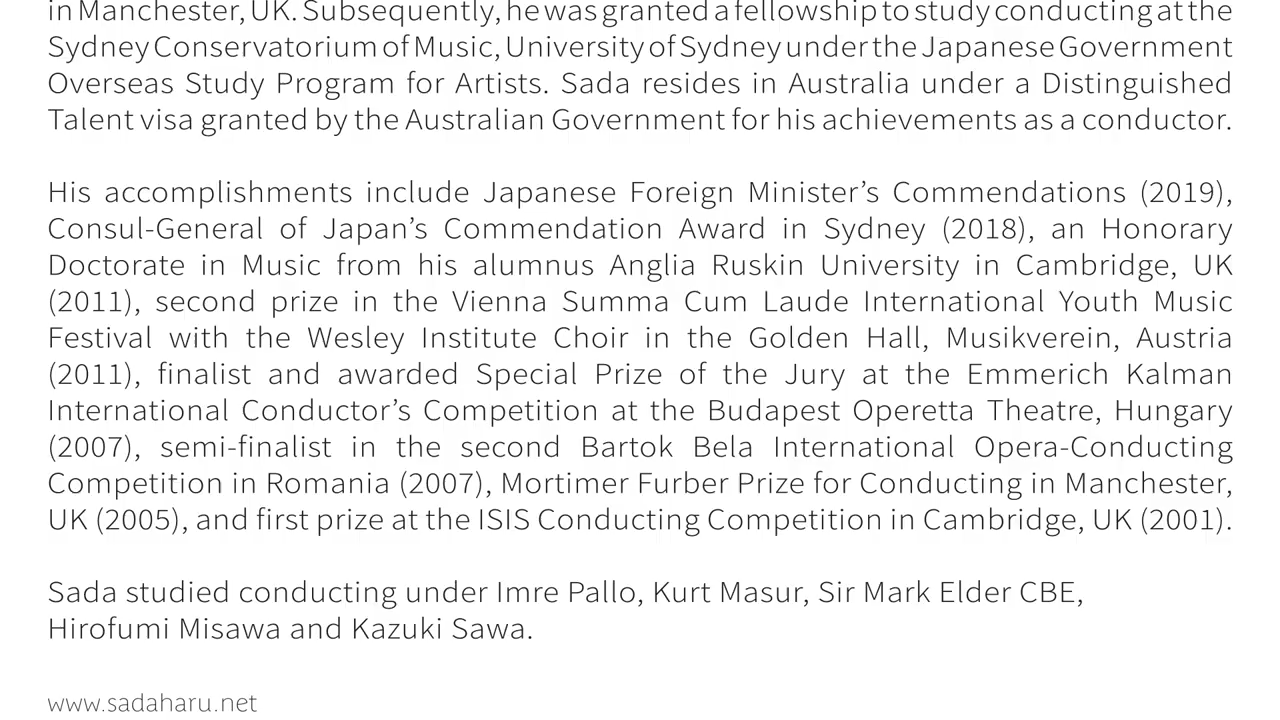 in Manchester, UK. Subsequently, he was granted a fellowship to study conducting at the
Sydney Conservatorium of Music, University of Sydney under the Japanese Government
Overseas Study Program for Artists. Sada resides in Australia under a Distinguished
Talent visa granted by the Australian Government for his achievements as a conductor.
His accomplishments include Japanese Foreign Minister’s Commendations (2019),
Consul-General of Japan’s Commendation Award in Sydney (2018), an Honorary
Doctorate in Music from his alumnus Anglia Ruskin University in Cambridge, UK
(2011), second prize in the Vienna Summa Cum Laude International Youth Music
Festival with the Wesley Institute Choir in the Golden Hall, Musikverein, Austria
(2011), finalist and awarded Special Prize of the Jury at the Emmerich Kalman
International Conductor’s Competition at the Budapest Operetta Theatre, Hungary
(2007), semi-finalist in the second Bartok Bela International Opera-Conducting
Competition in Romania (2007), Mortimer Furber Prize for Conducting in Manchester,
UK (2005), and first prize at the ISIS Conducting Competition in Cambridge, UK (2001).
Sada studied conducting under Imre Pallo, Kurt Masur, Sir Mark Elder CBE,
Hirofumi Misawa and Kazuki Sawa.
www.sadaharu.net